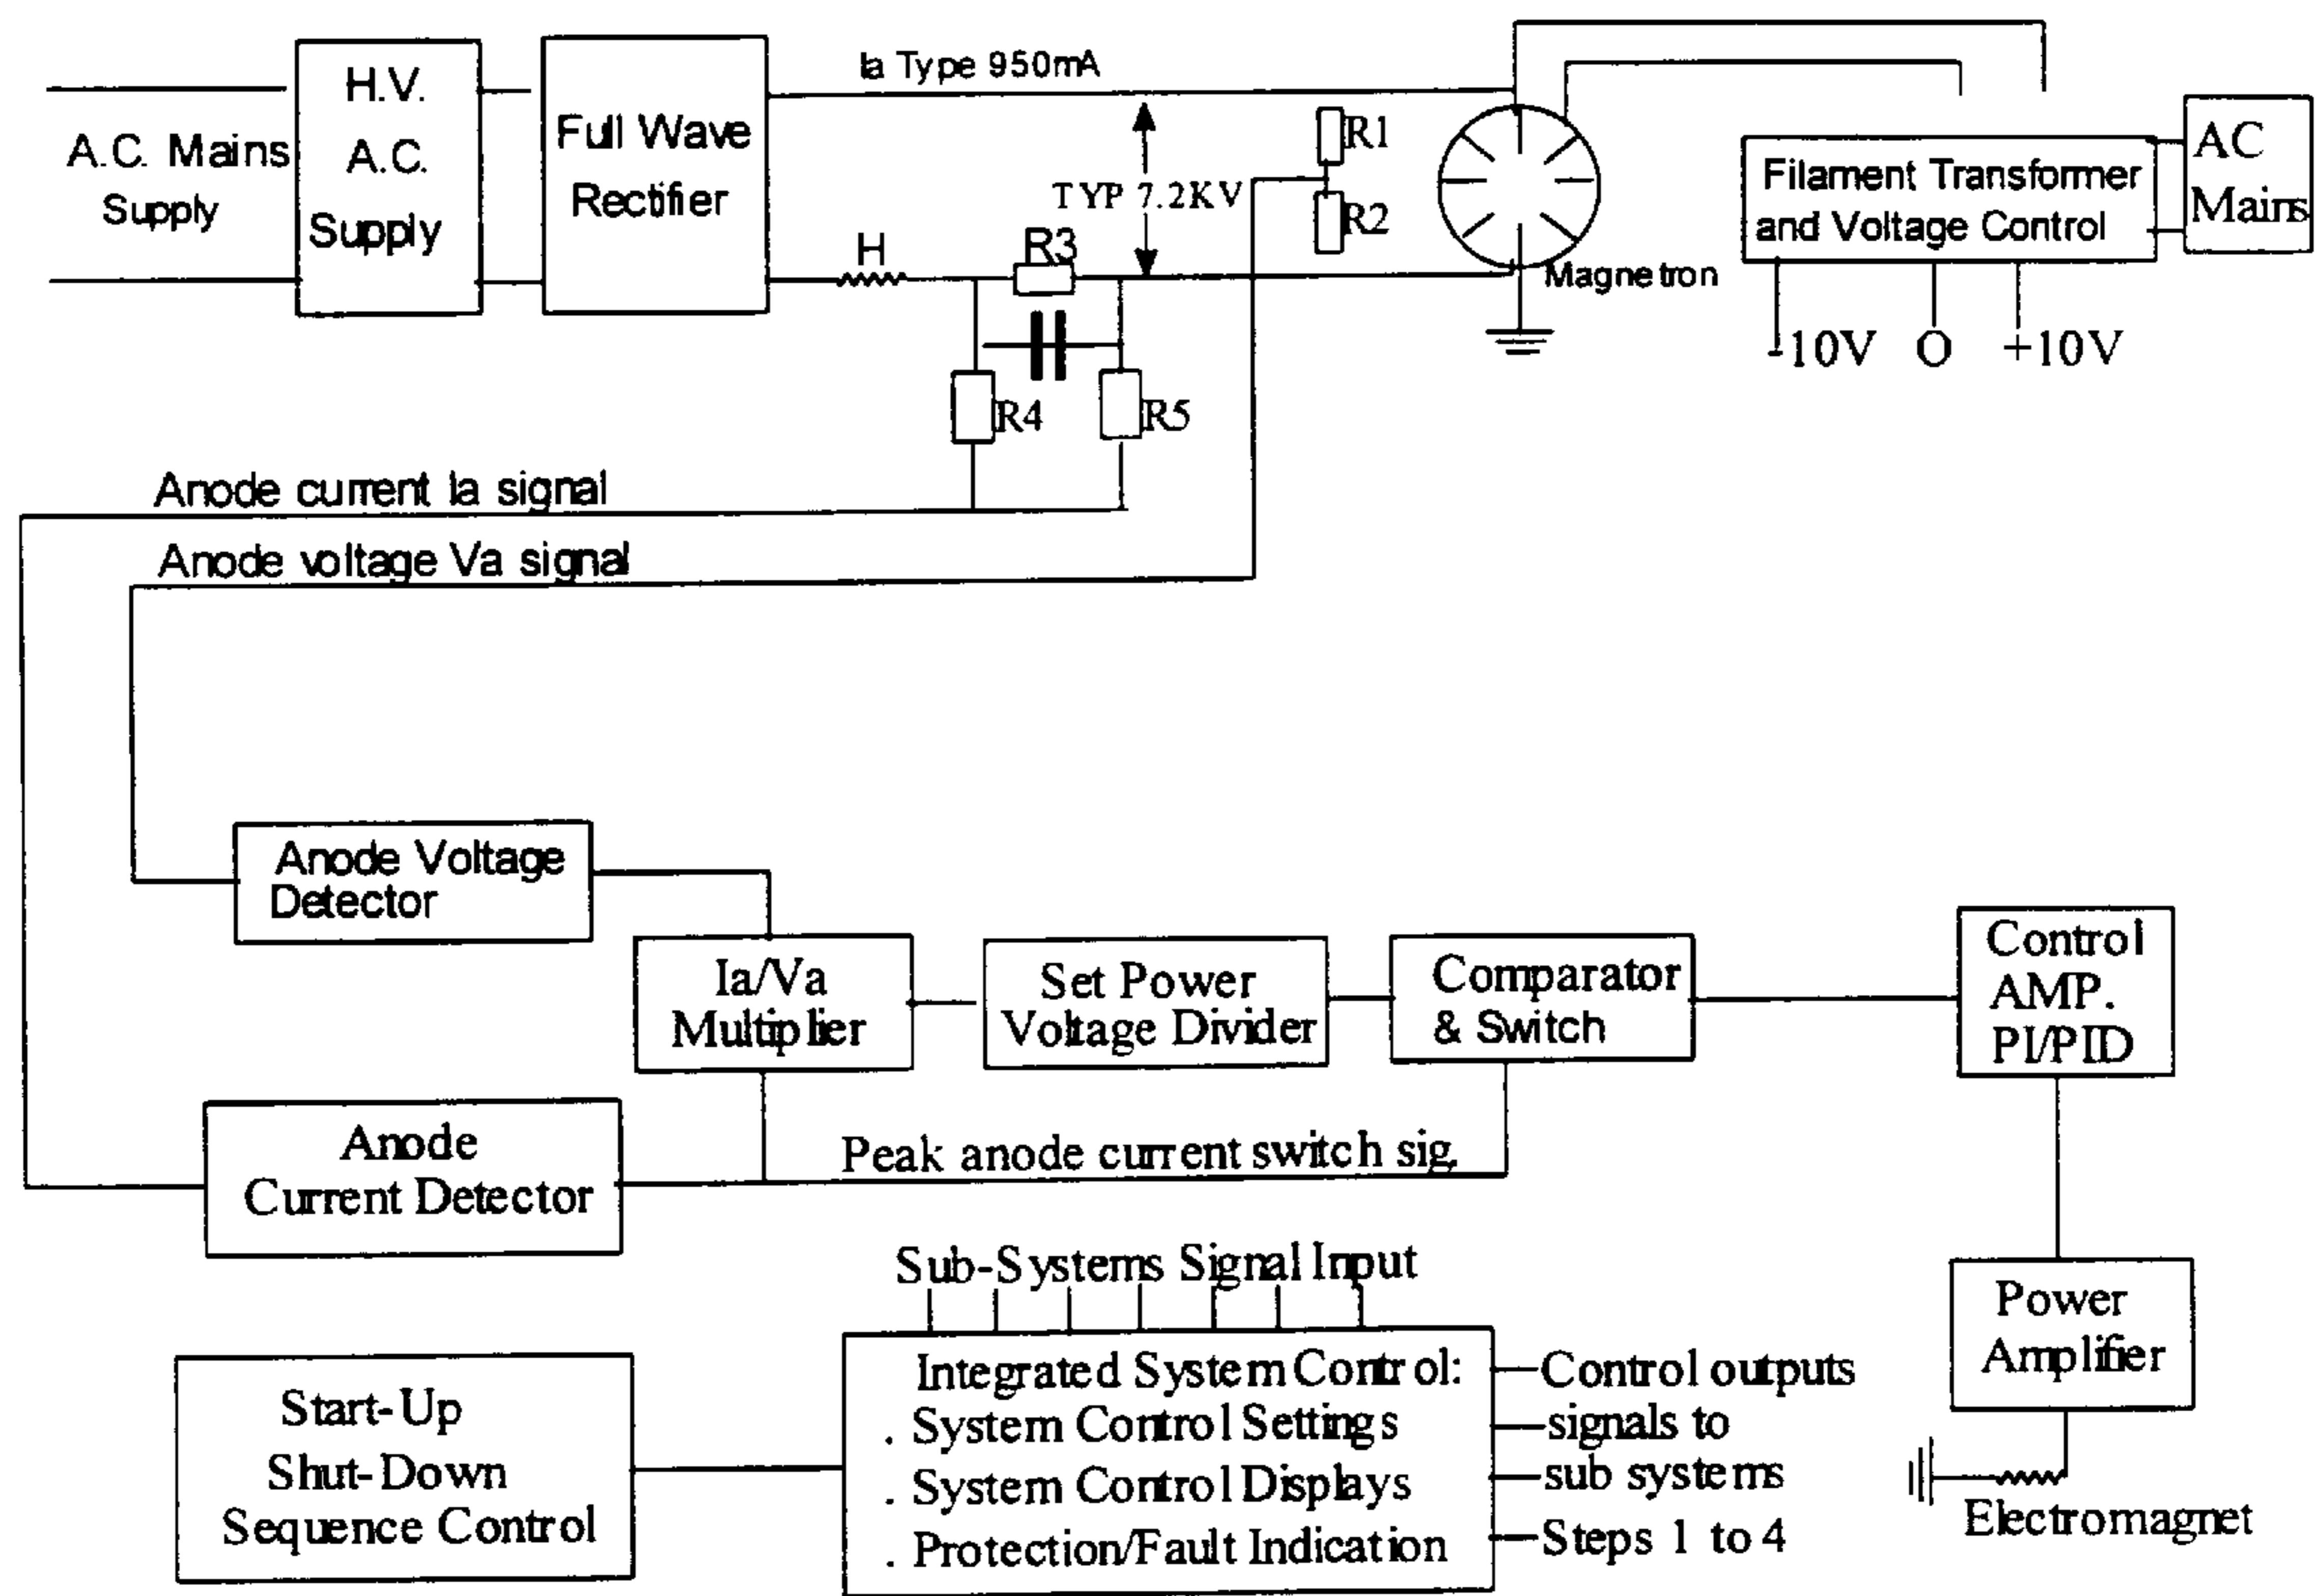 A.C. Mains
Supply
H.V.
A.C.
Supply
Full Wave
Rectifier
Ia Type 950mA
TYP 7.2KV
H
R3
R1
R2
R4
R5
Magnetron
Filament Transformer
and Voltage Control
AC
Mains
-10V
O
+10V
Anode current Ia signal
Anode voltage Va signal
Anode Voltage
Detector
Ia/Va
Multiplier
Set Power
Voltage Divider
Comparator
& Switch
Control
AMP.
PI/PID
Anode
Current Detector
Peak anode current switch sig.
Power
Amplifier
Electromagnet
Sub-Systems Signal Input
Start-Up
Shut-Down
Sequence Control
Integrated System Control:
. System Control Settings
. System Control Displays
. Protection/Fault Indication
Control outputs
signals to
sub systems
Steps 1 to 4